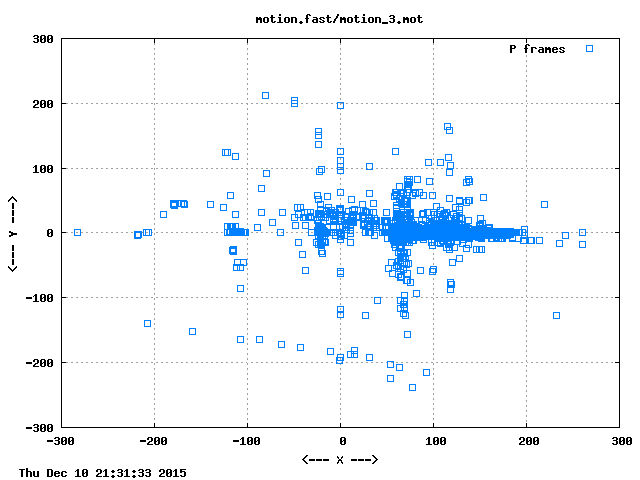 motion.fast/motion_3.mot
P frames
300
200
100
0
-100
-200
-300
<--- Y --->
-300 -200 -100 0 100 200 300
<--- X --->
Thu Dec 10 21:31:33 2015